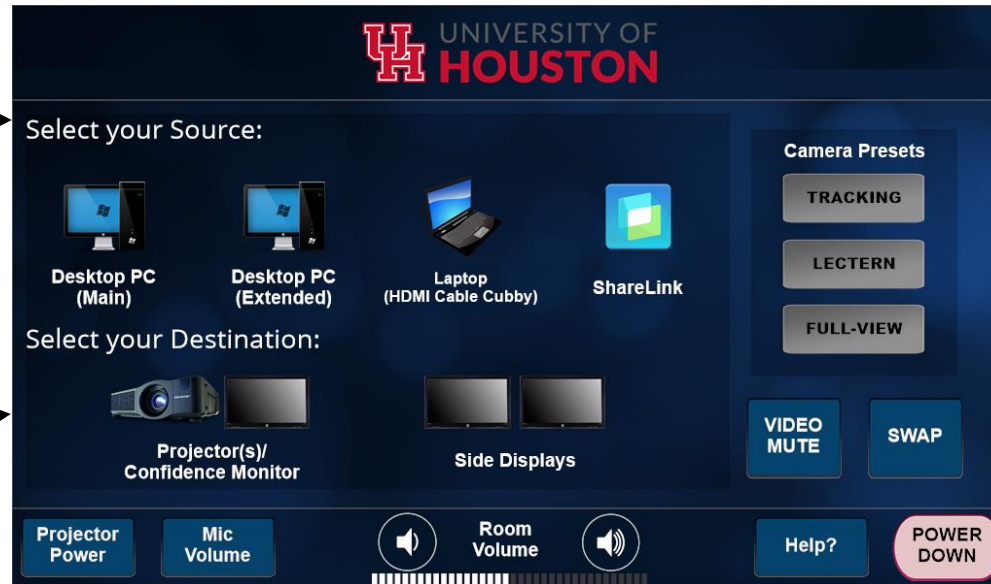 UNIVERSITY OF
HOUSTON
Select your Source:
Desktop PC
(Main)
Desktop PC
(Extended)
Laptop
(HDMI Cable Cubby)
ShareLink
Select your Destination:
Projector(s)/
Confidence Monitor
Side Displays
Camera Presets
TRACKING
LECTERN
FULL-VIEW
VIDEO
MUTE
SWAP
Projector
Power
Mic
Volume
Room
Volume
Help?
POWER
DOWN